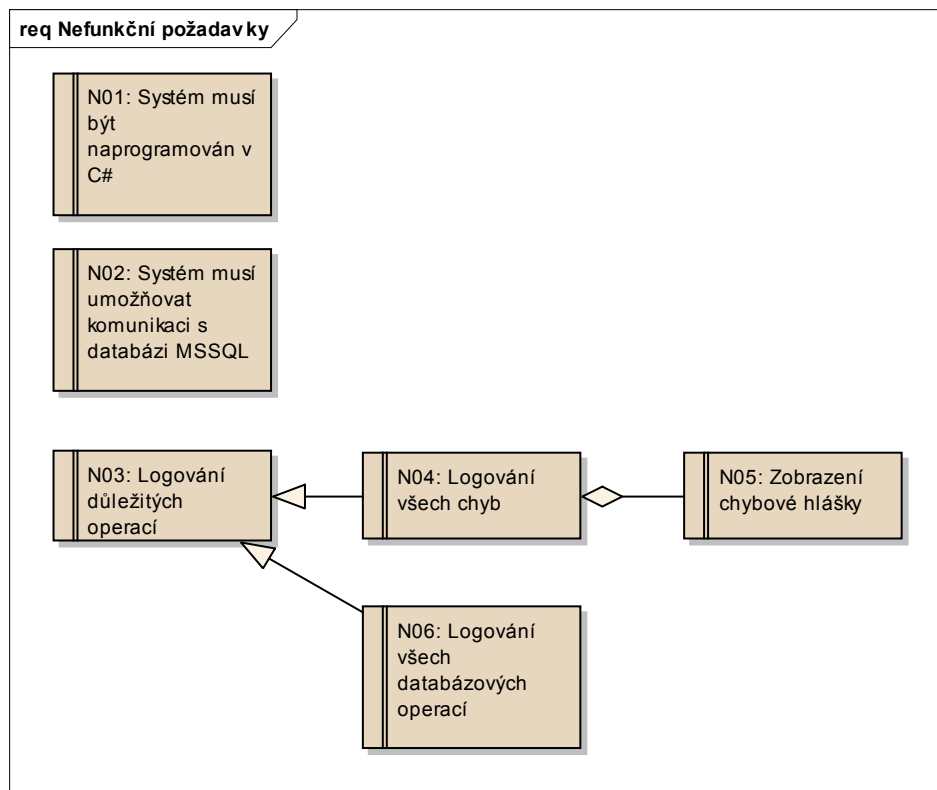 req Nefunkční požadavky
N01: Systém musí
být
naprogramován v
C#
N02: Systém musí
umožňovat
komunikaci s
databázi MSSQL
N03: Logování
důležitých
operací
N04: Logování
všech chyb
N05: Zobrazení
chybové hlášky
N06: Logování
všech
databázových
operací